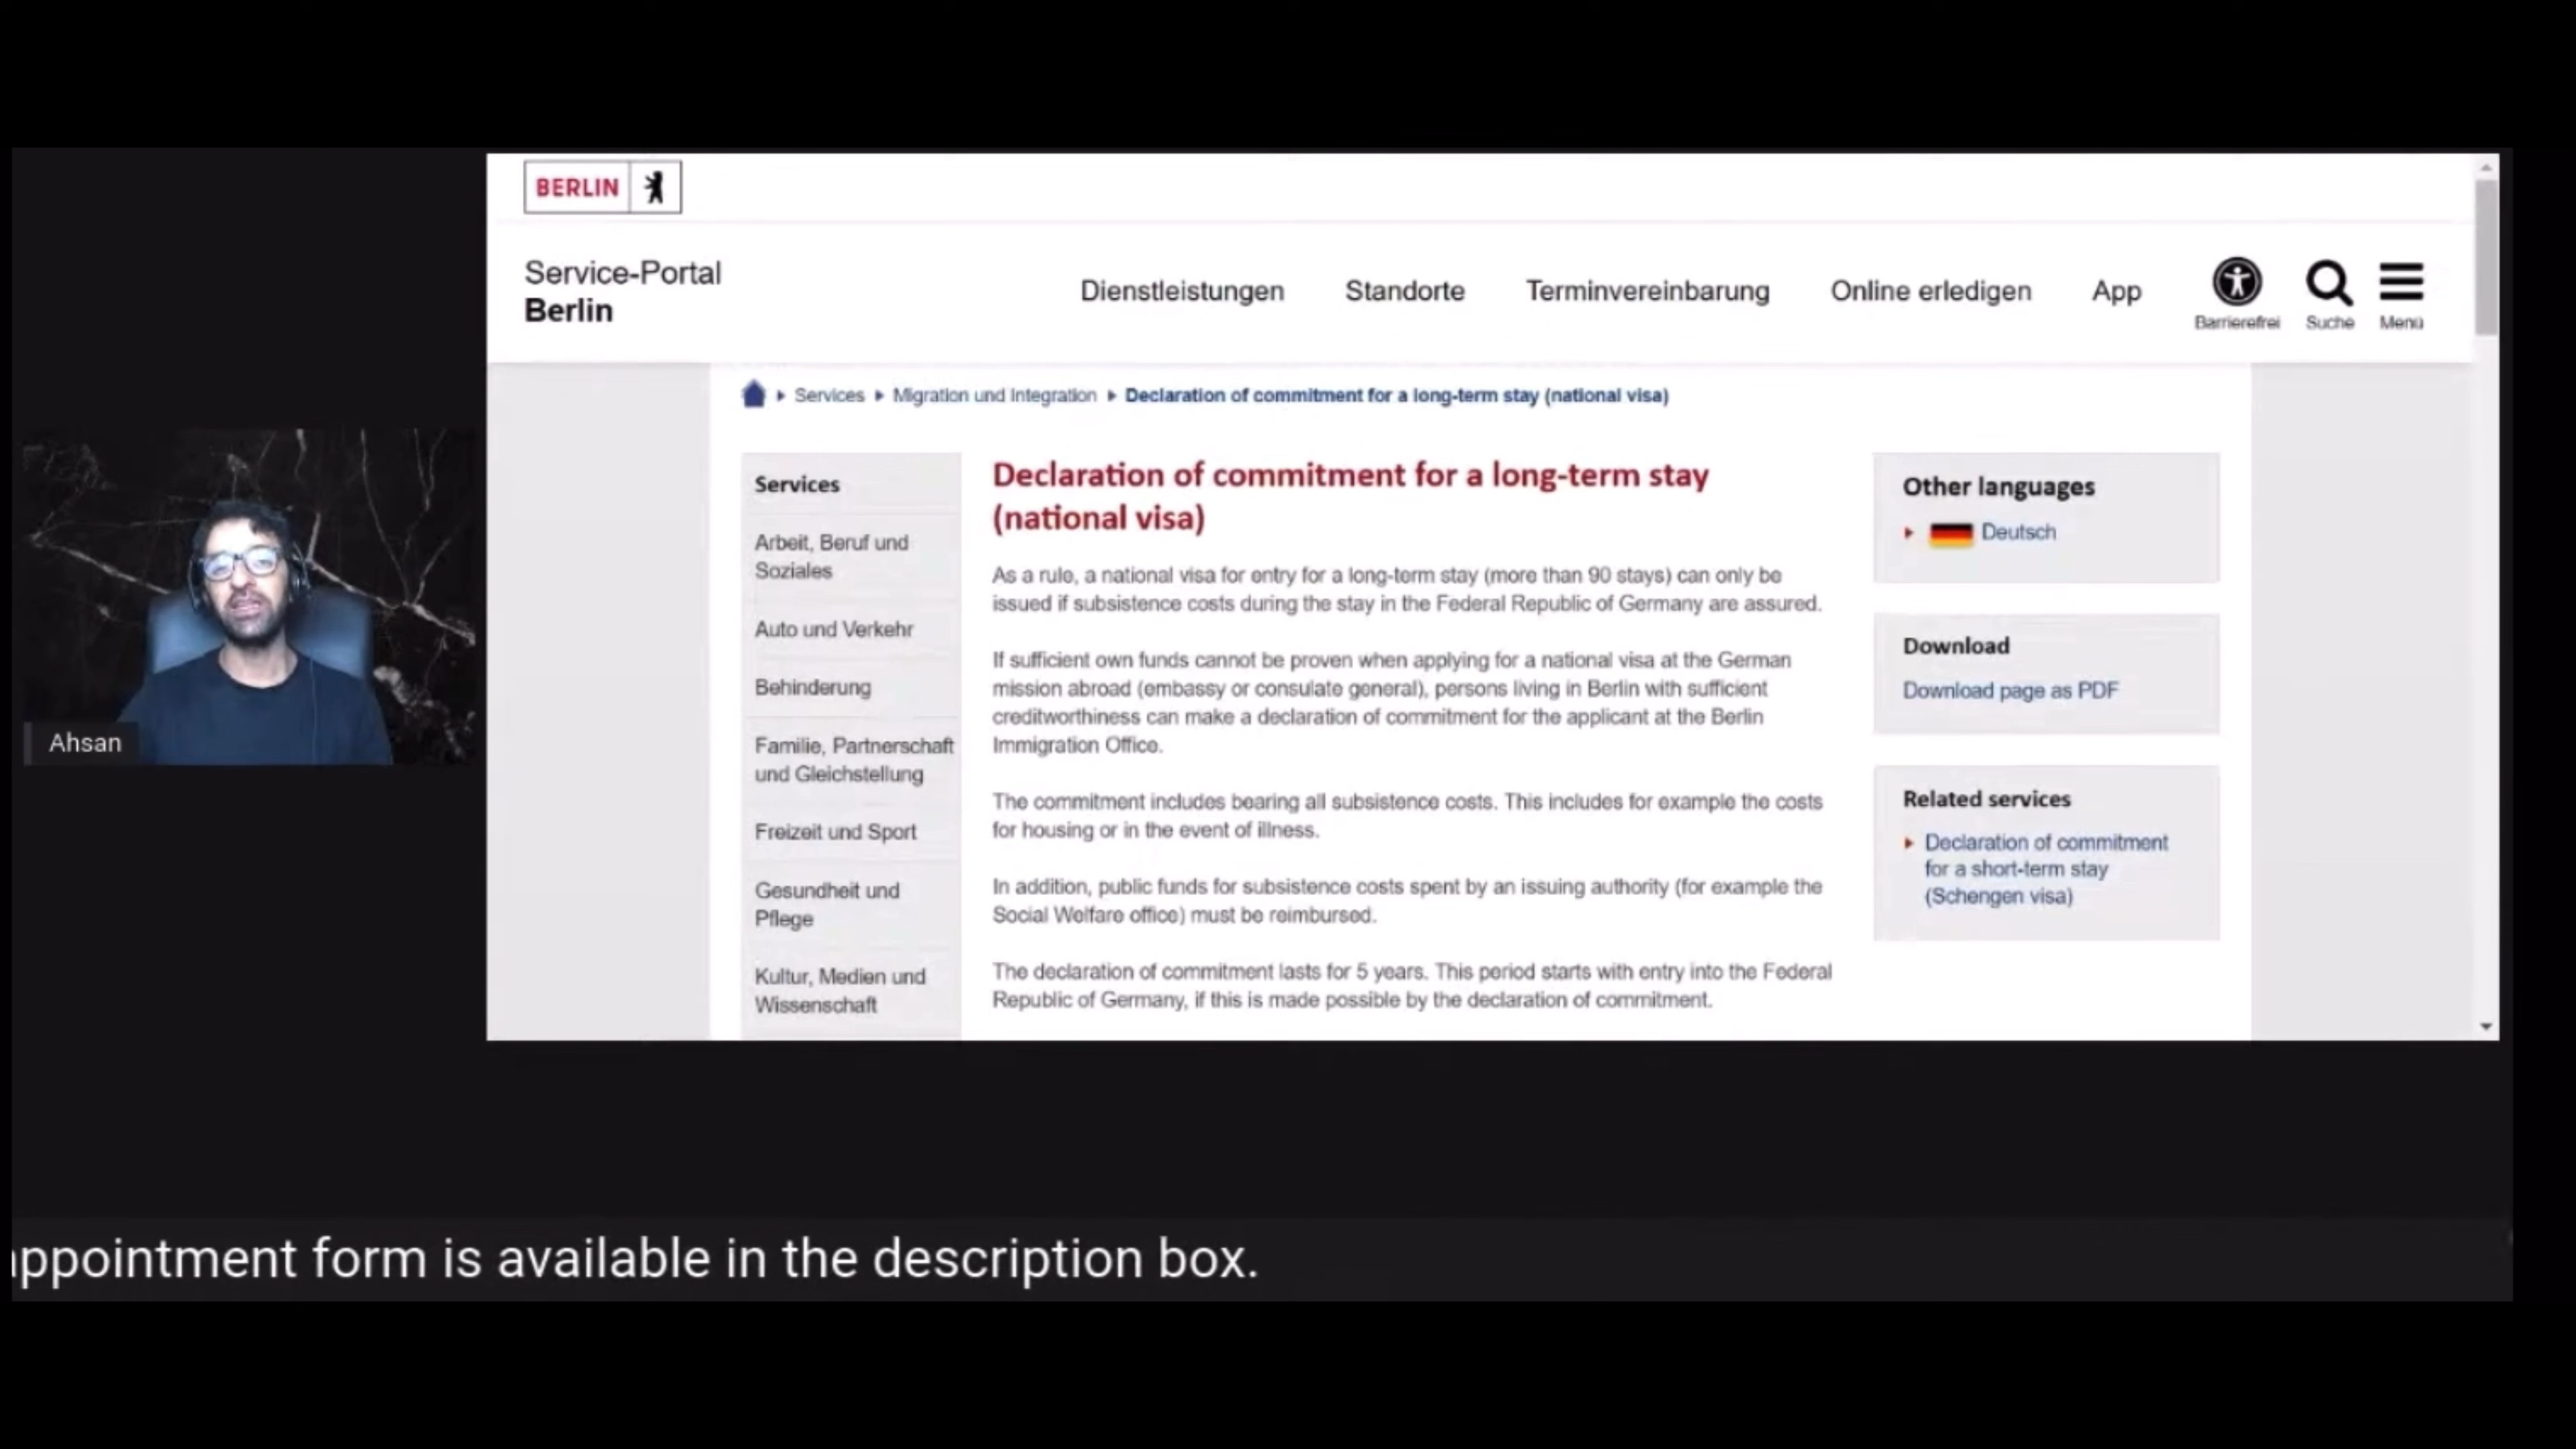 BERLIN
Service-Portal
Berlin
Dienstleistungen
Standorte
Terminvereinbarung
Online erledigen
App
Barrierefrei
Suche
Menü
Services
Migration und Integration
Declaration of commitment for a long-term stay (national visa)
Services
Arbeit, Beruf und
Soziales
Auto und Verkehr
Behinderung
Familie, Partnerschaft
und Gleichstellung
Freizeit und Sport
Gesundheit und
Pflege
Kultur, Medien und
Wissenschaft
Declaration of commitment for a long-term stay
(national visa)
As a rule, a national visa for entry for a long-term stay (more than 90 stays) can only be
issued if subsistence costs during the stay in the Federal Republic of Germany are assured.
If sufficient own funds cannot be proven when applying for a national visa at the German
mission abroad (embassy or consulate general), persons living in Berlin with sufficient
creditworthiness can make a declaration of commitment for the applicant at the Berlin
Immigration Office.
The commitment includes bearing all subsistence costs. This includes for example the costs
for housing or in the event of illness.
In addition, public funds for subsistence costs spent by an issuing authority (for example the
Social Welfare office) must be reimbursed.
The declaration of commitment lasts for 5 years. This period starts with entry into the Federal
Republic of Germany, if this is made possible by the declaration of commitment.
Other languages
Deutsch
Download
Download page as PDF
Related services
Declaration of commitment
for a short-term stay
(Schengen visa)
Ahsan
ppointment form is available in the description box.